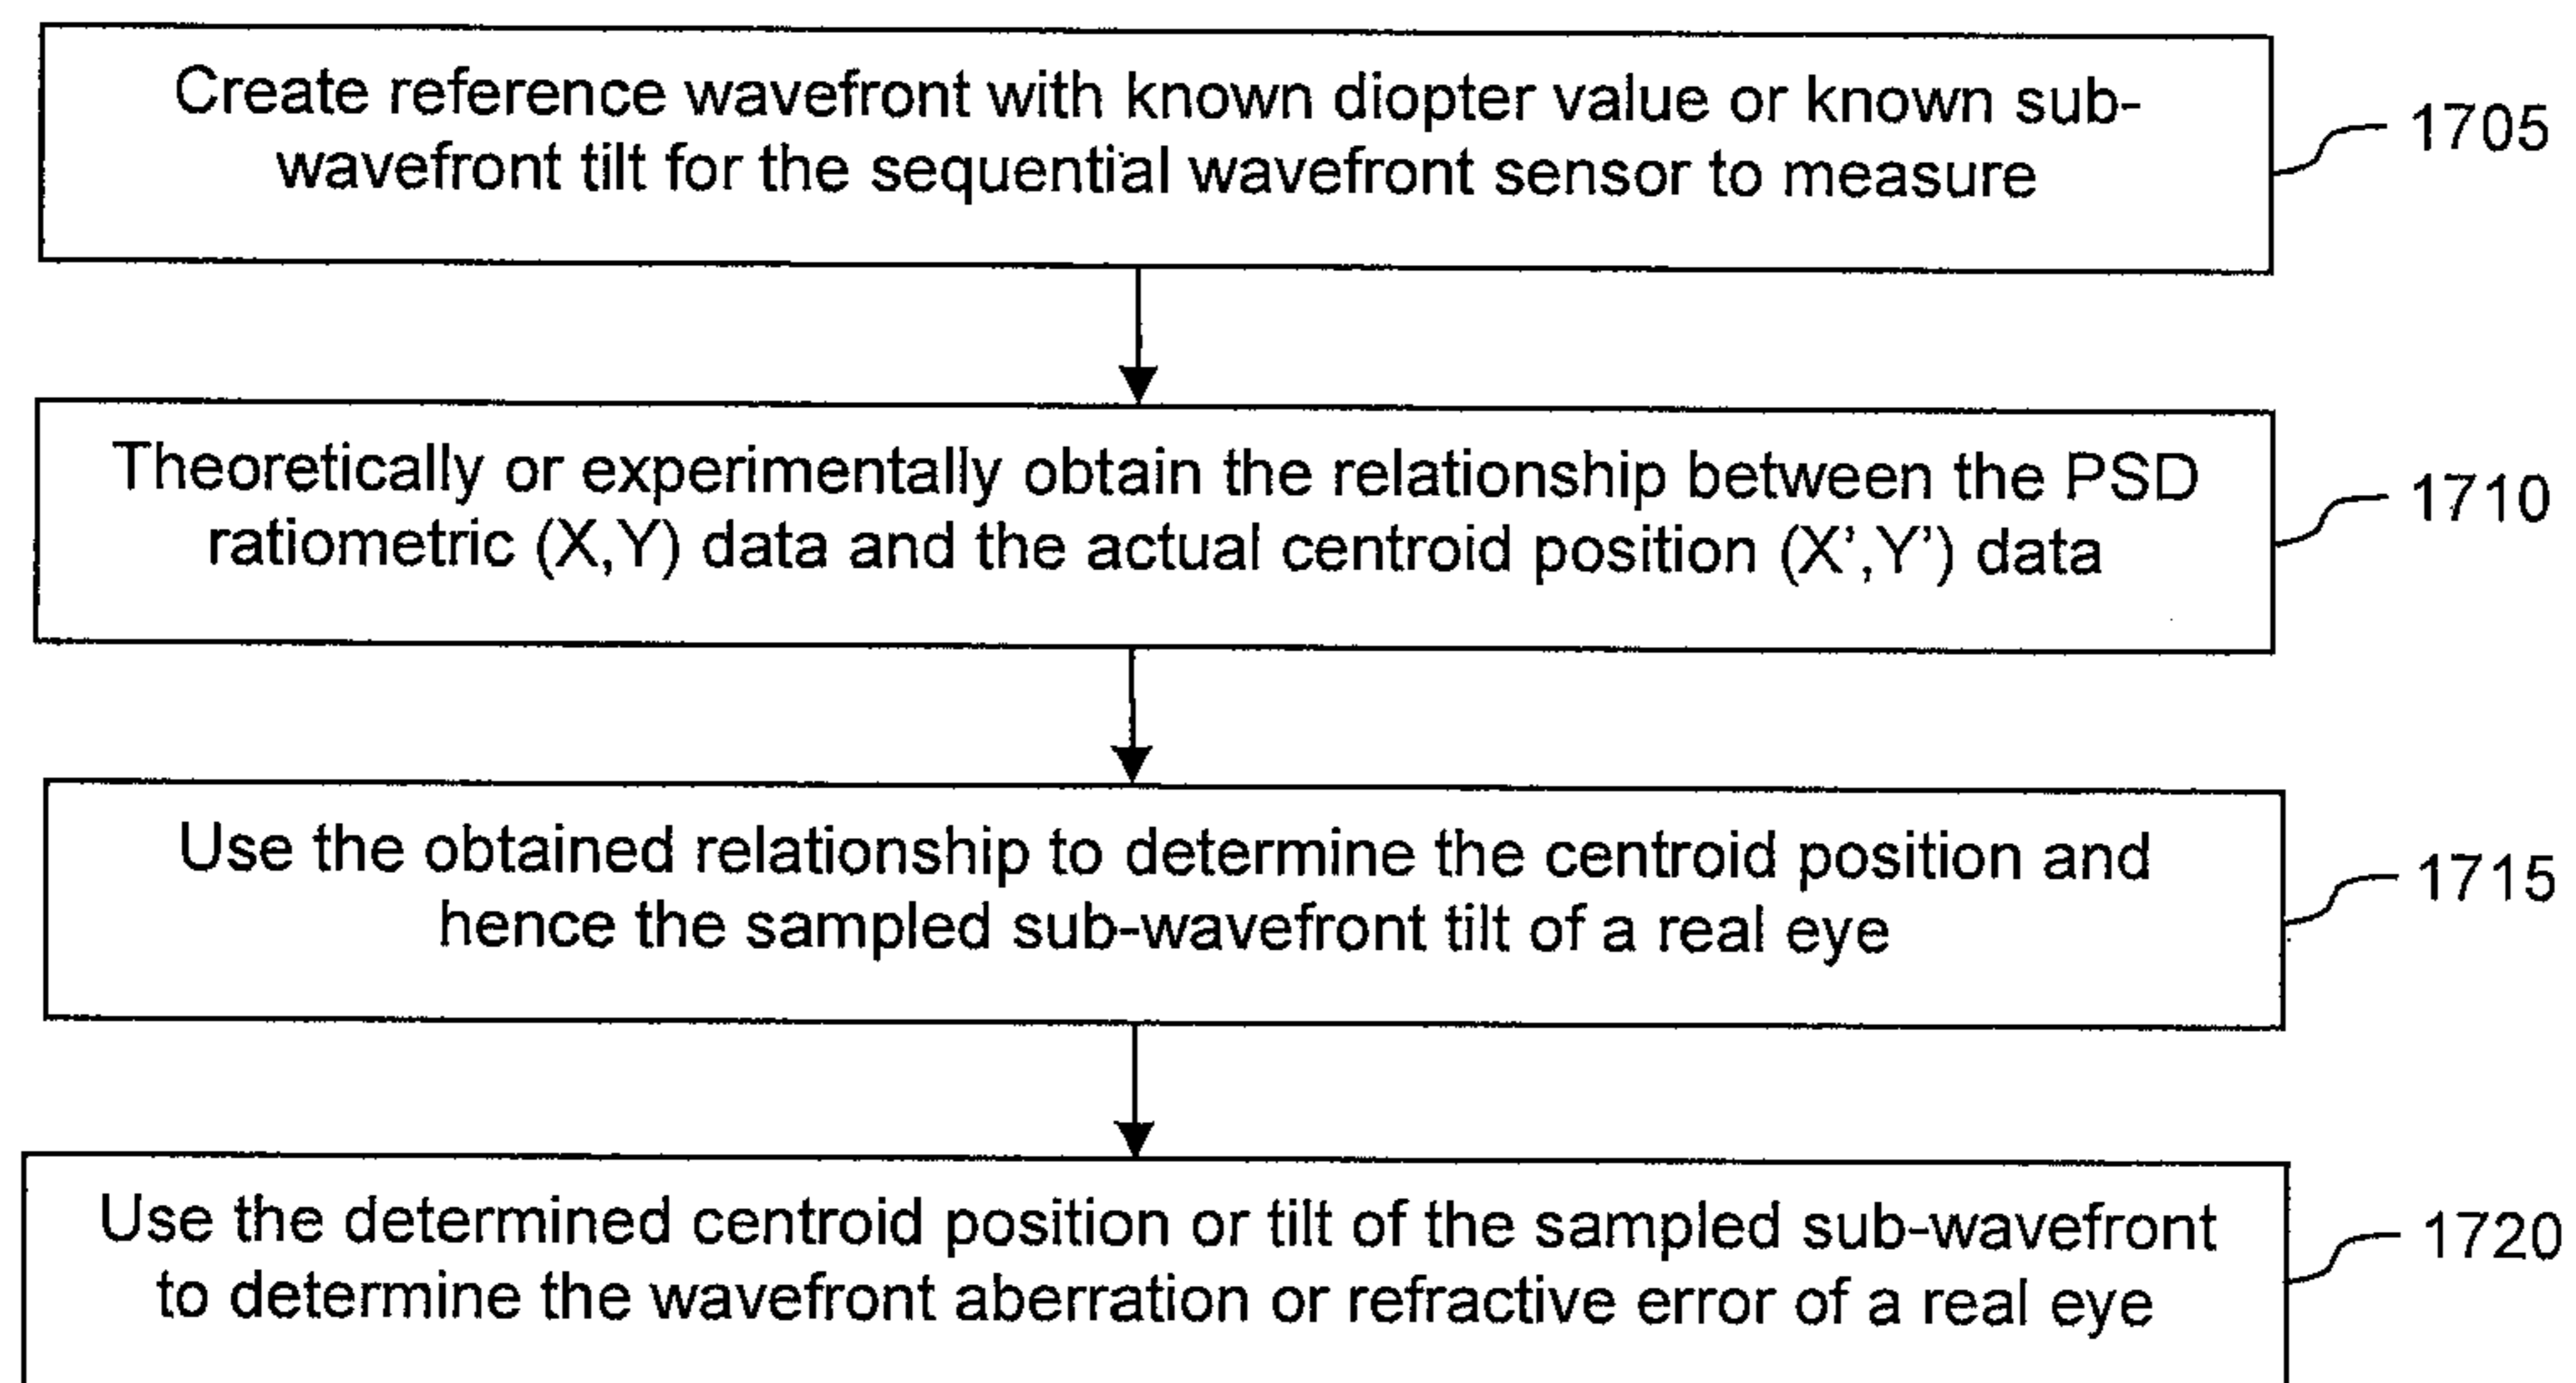 Create reference wavefront with known diopter value or known sub-
wavefront tilt for the sequential wavefront sensor to measure
1705
Theoretically or experimentally obtain the relationship between the PSD
ratiometric (X,Y) data and the actual centroid position (X’,Y’) data
1710
Use the obtained relationship to determine the centroid position and
hence the sampled sub-wavefront tilt of a real eye
1715
Use the determined centroid position or tilt of the sampled sub-wavefront
to determine the wavefront aberration or refractive error of a real eye
1720